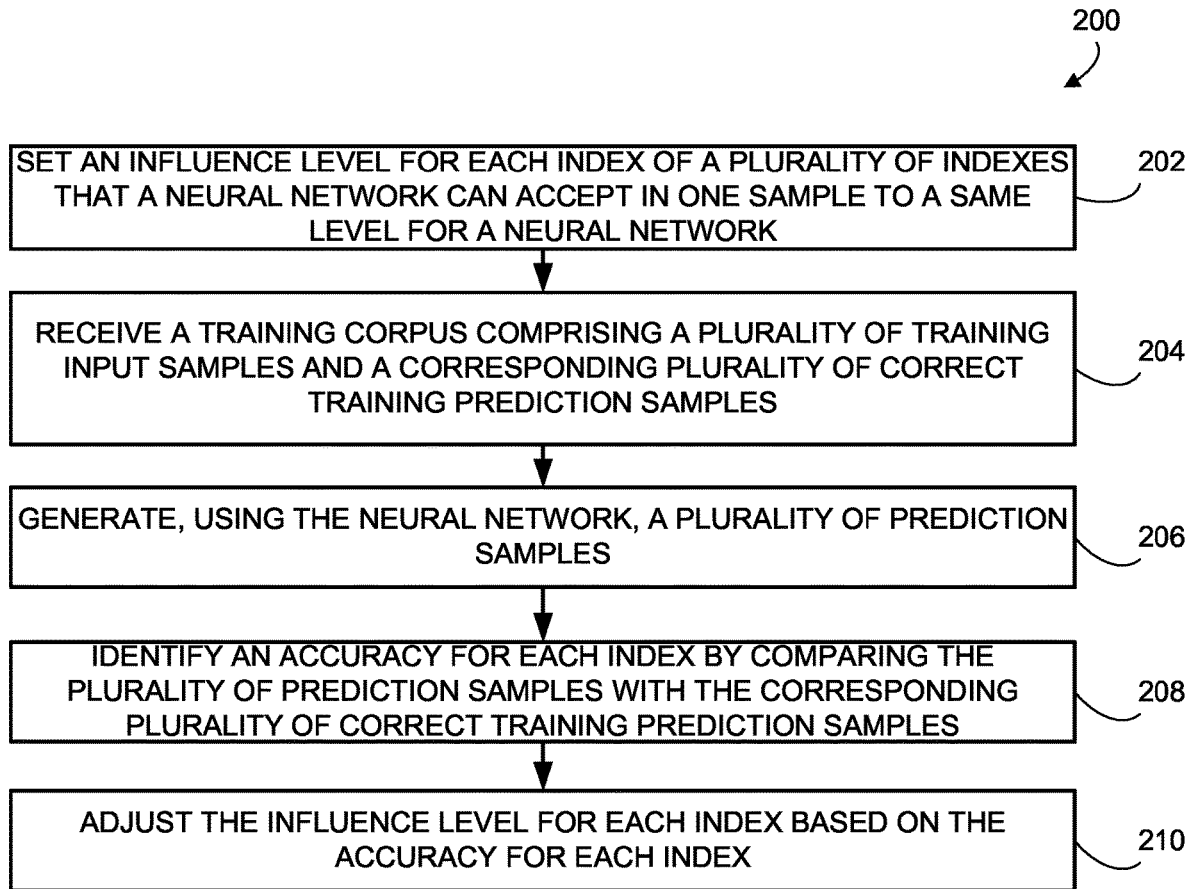 200
SET AN INFLUENCE LEVEL FOR EACH INDEX OF A PLURALITY OF INDEXES
THAT A NEURAL NETWORK CAN ACCEPT IN ONE SAMPLE TO A SAME
LEVEL FOR A NEURAL NETWORK
202
RECEIVE A TRAINING CORPUS COMPRISING A PLURALITY OF TRAINING
INPUT SAMPLES AND A CORRESPONDING PLURALITY OF CORRECT
TRAINING PREDICTION SAMPLES
204
GENERATE, USING THE NEURAL NETWORK, A PLURALITY OF PREDICTION
SAMPLES
206
IDENTIFY AN ACCURACY FOR EACH INDEX BY COMPARING THE
PLURALITY OF PREDICTION SAMPLES WITH THE CORRESPONDING
PLURALITY OF CORRECT TRAINING PREDICTION SAMPLES
208
ADJUST THE INFLUENCE LEVEL FOR EACH INDEX BASED ON THE
ACCURACY FOR EACH INDEX
210